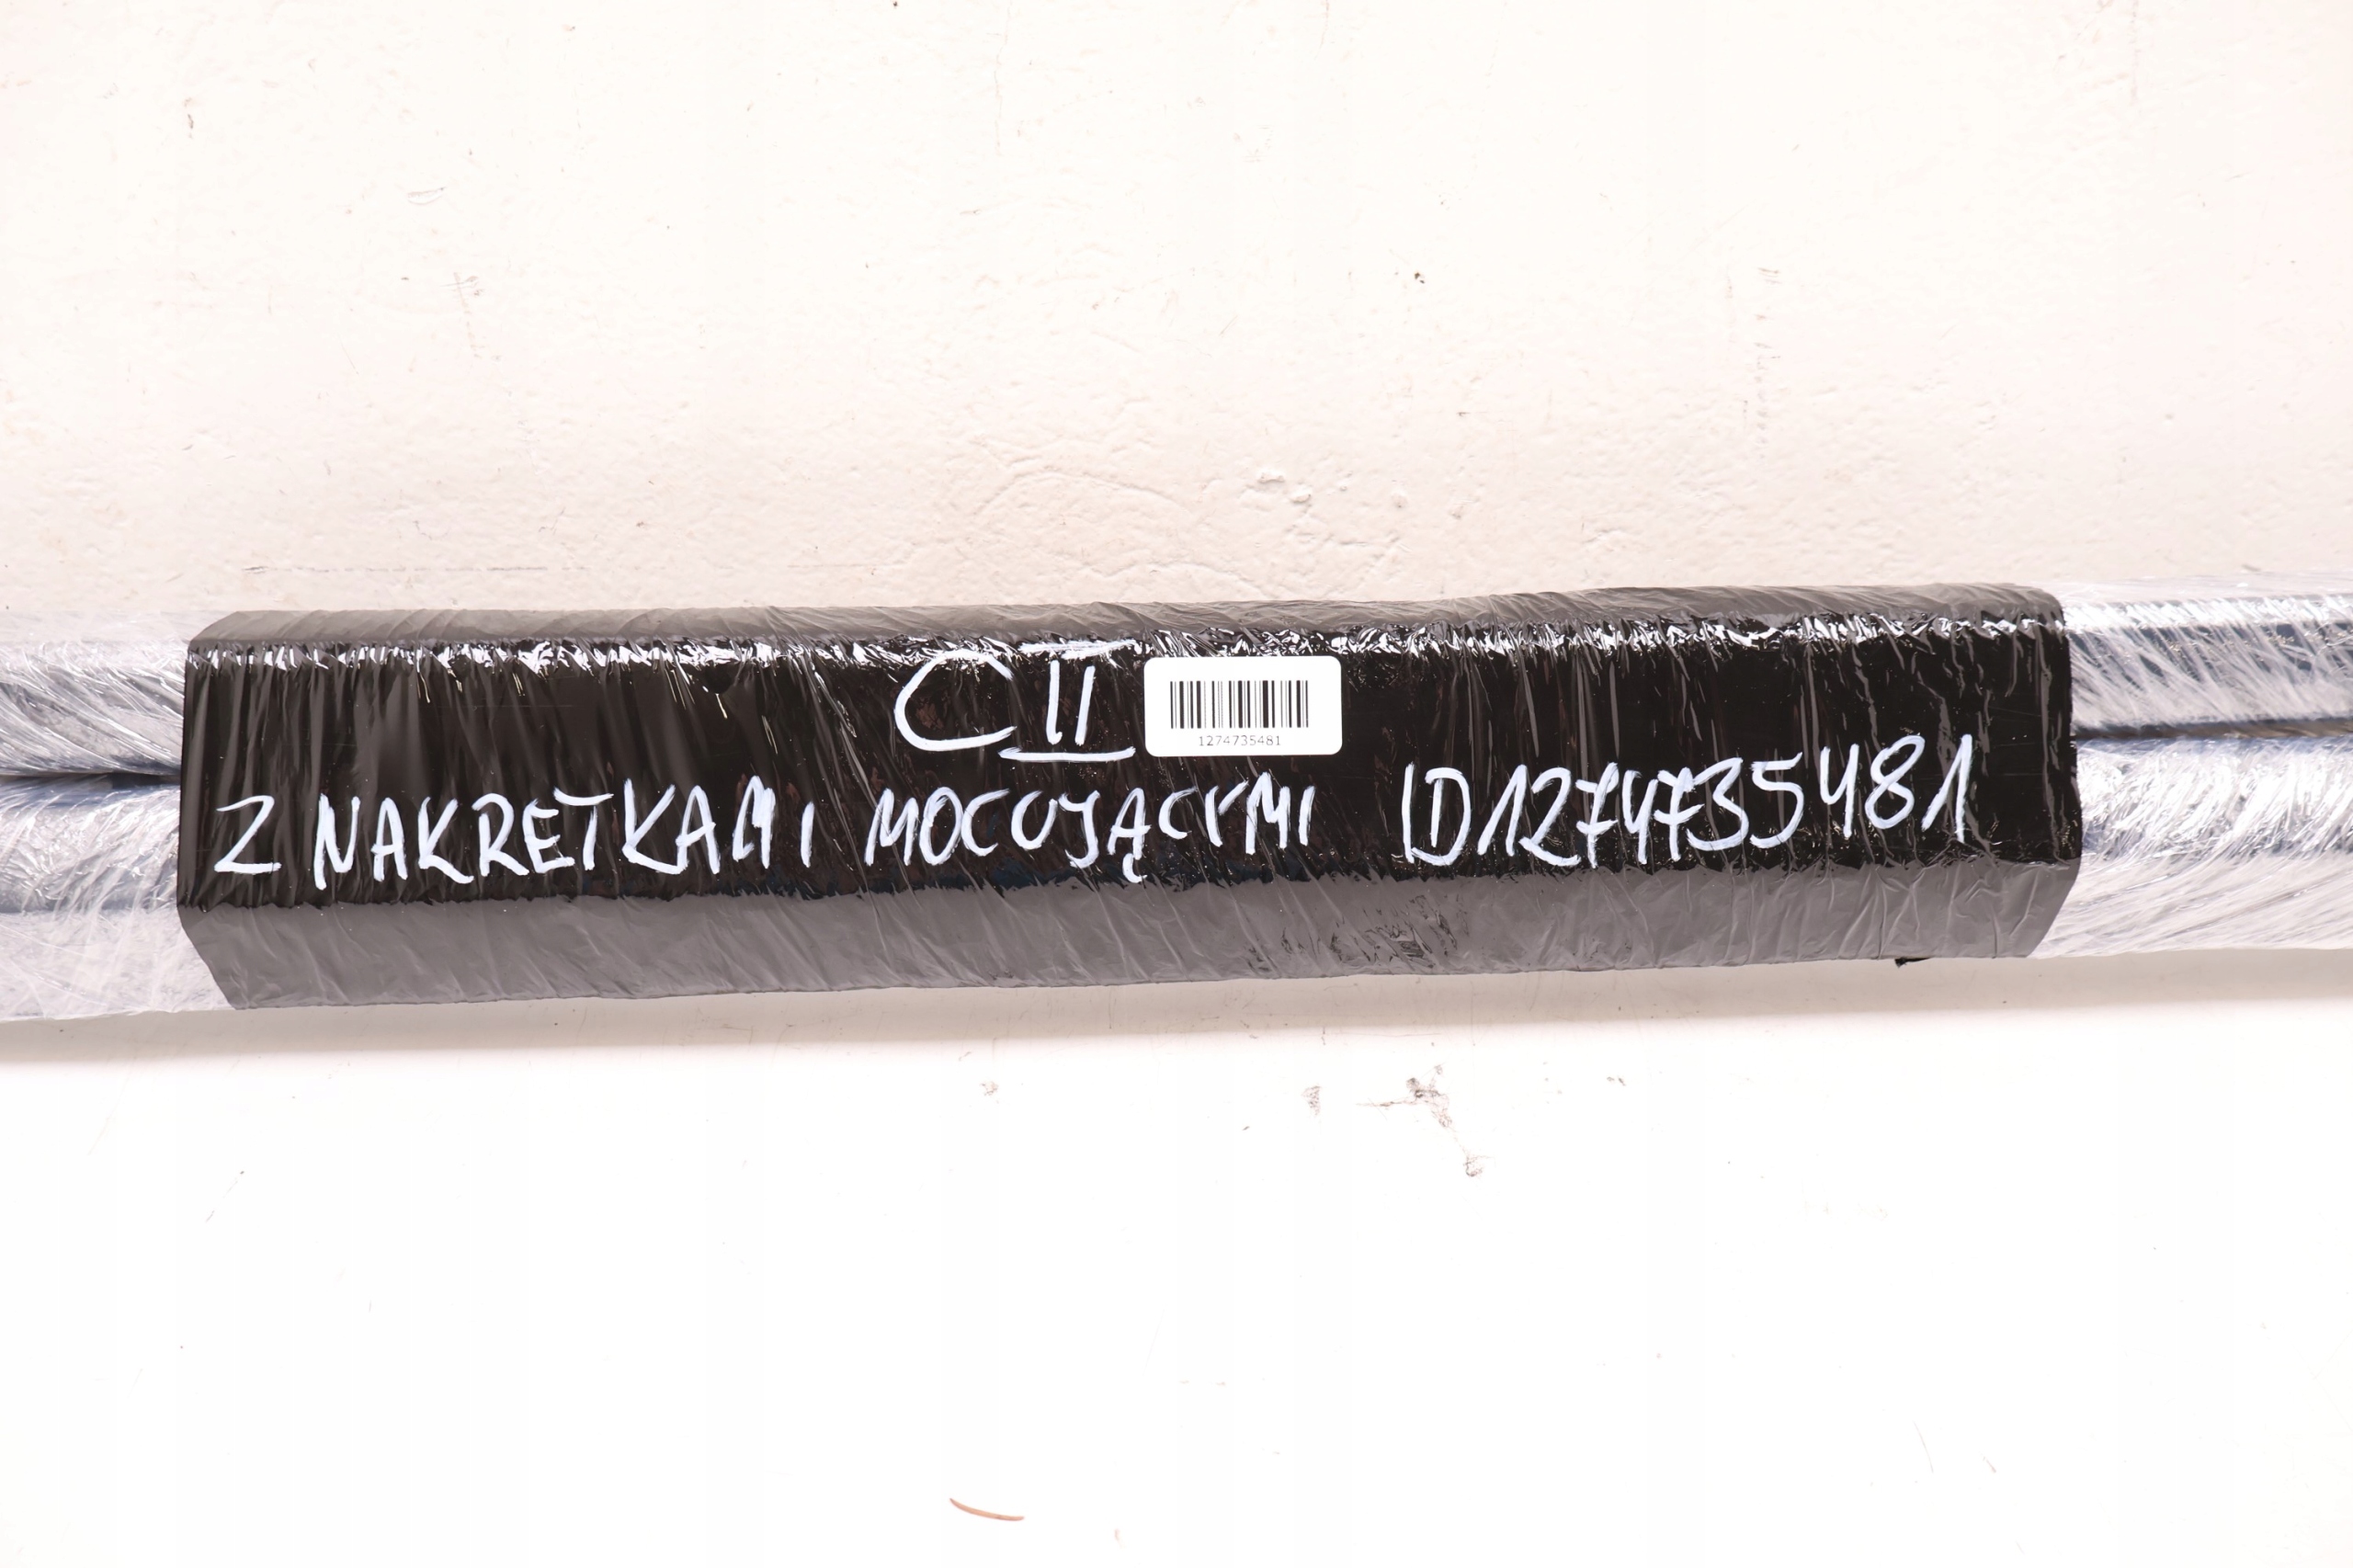 CII
1274735481
Z NAKRETKAMI MOCUJĄCYMI ID1274735481